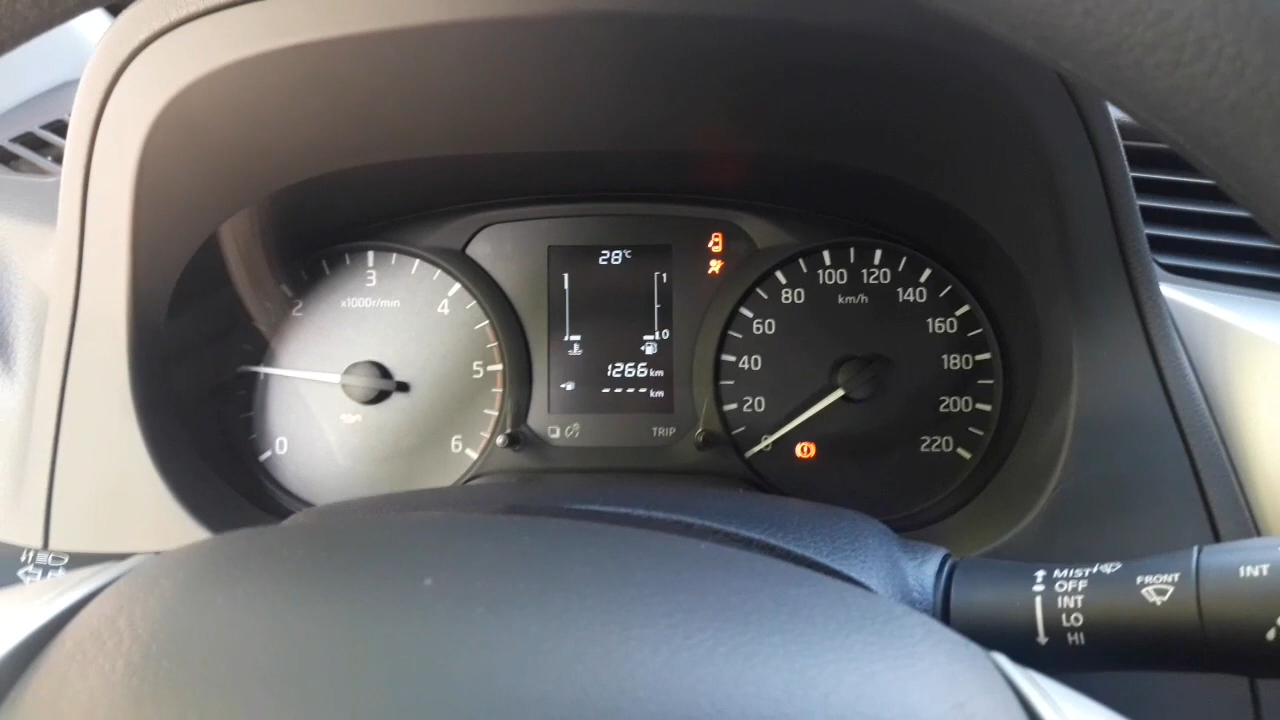 28°C
1
0
1266 km
---- km
TRIP
0
2
3
4
5
6
x1000r/min
0
20
40
60
80
100
120
140
160
180
200
220
km/h
MIST
OFF
INT
LO
HI
FRONT
INT